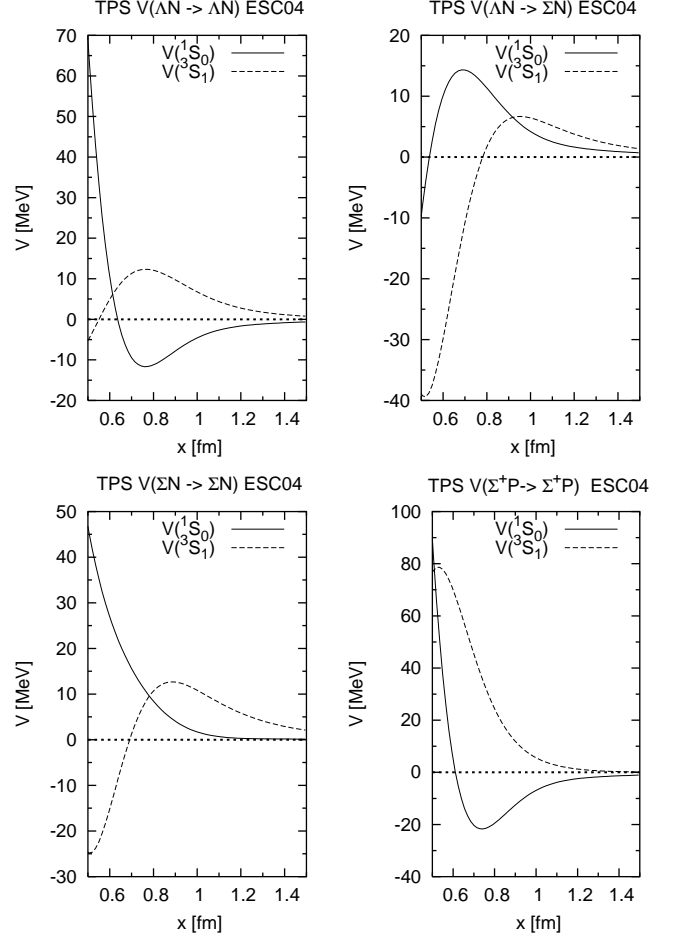 TPS V(ΛN -> ΛN) ESC04
V(¹S₀)
V(³S₁)
V [MeV]
70
60
50
40
30
20
10
0
-10
-20
0.6
0.8
1
1.2
1.4
x [fm]
TPS V(ΛN -> ΣN) ESC04
V(¹S₀)
V(³S₁)
V [MeV]
20
10
0
-10
-20
-30
-40
0.6
0.8
1
1.2
1.4
x [fm]
TPS V(ΣN -> ΣN) ESC04
V(¹S₀)
V(³S₁)
V [MeV]
50
40
30
20
10
0
-10
-20
-30
0.6
0.8
1
1.2
1.4
x [fm]
TPS V(Σ⁺P-> Σ⁺P) ESC04
V(¹S₀)
V(³S₁)
V [MeV]
100
80
60
40
20
0
-20
-40
0.6
0.8
1
1.2
1.4
x [fm]